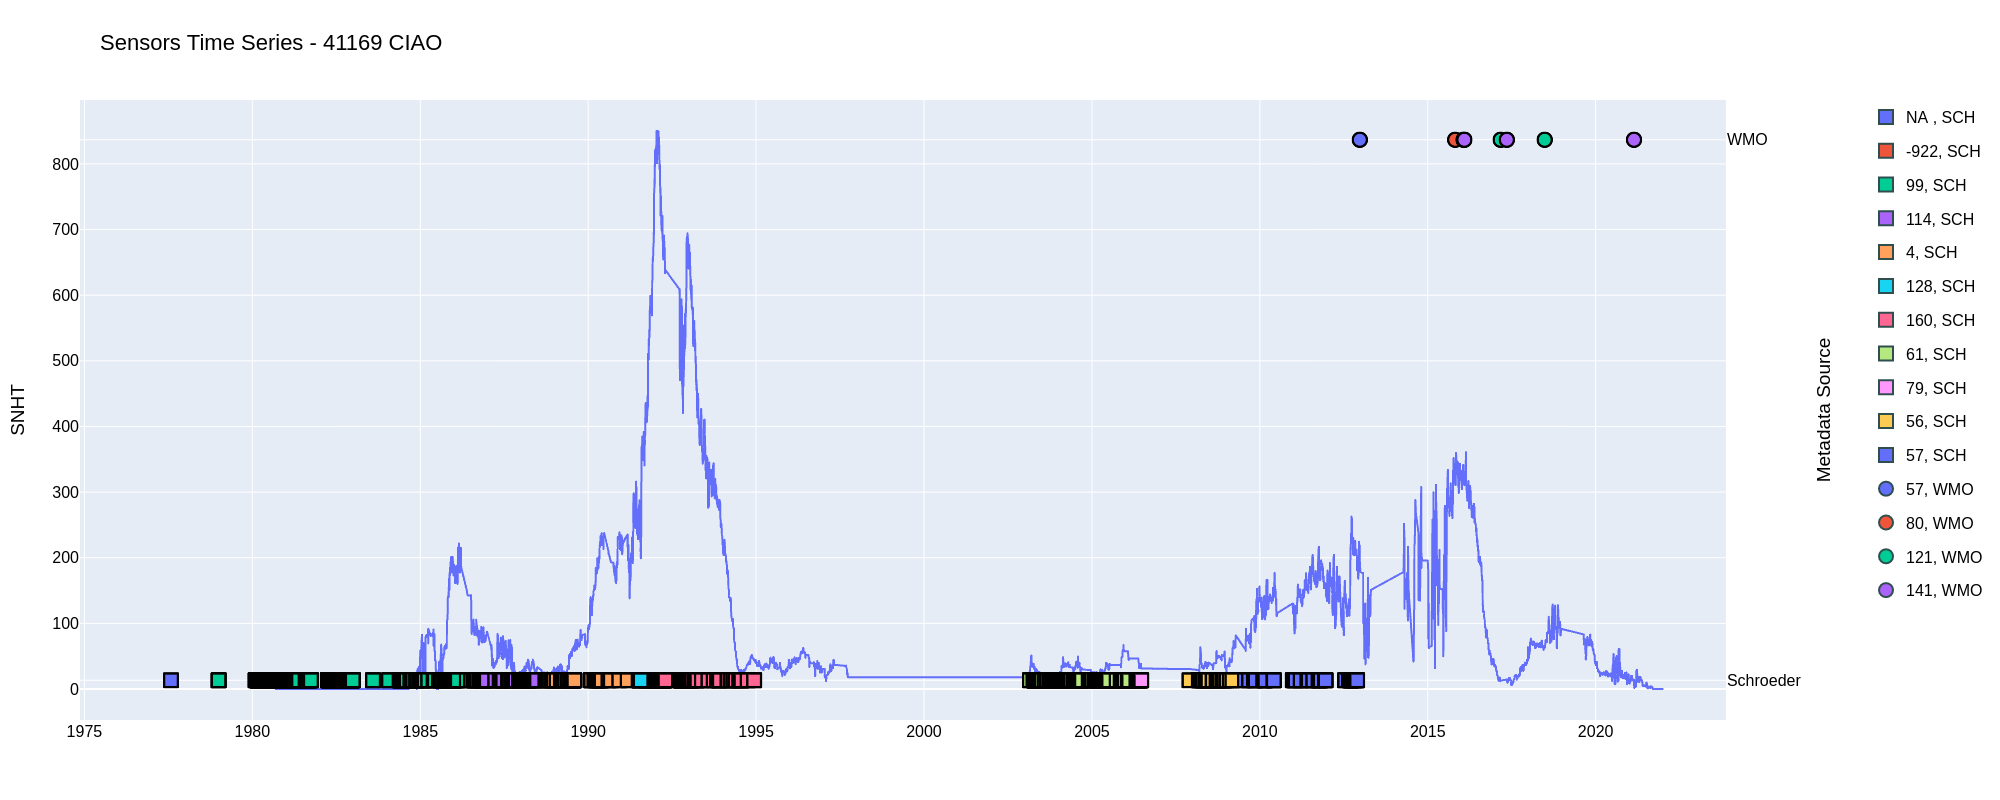 Sensors Time Series - 41169 CIAO
SNHT
800
700
600
500
400
300
200
100
0
1975
1980
1985
1990
1995
2000
2005
2010
2015
2020
WMO
Schroeder
Metadata Source
NA , SCH
-922, SCH
99, SCH
114, SCH
4, SCH
128, SCH
160, SCH
61, SCH
79, SCH
56, SCH
57, SCH
57, WMO
80, WMO
121, WMO
141, WMO